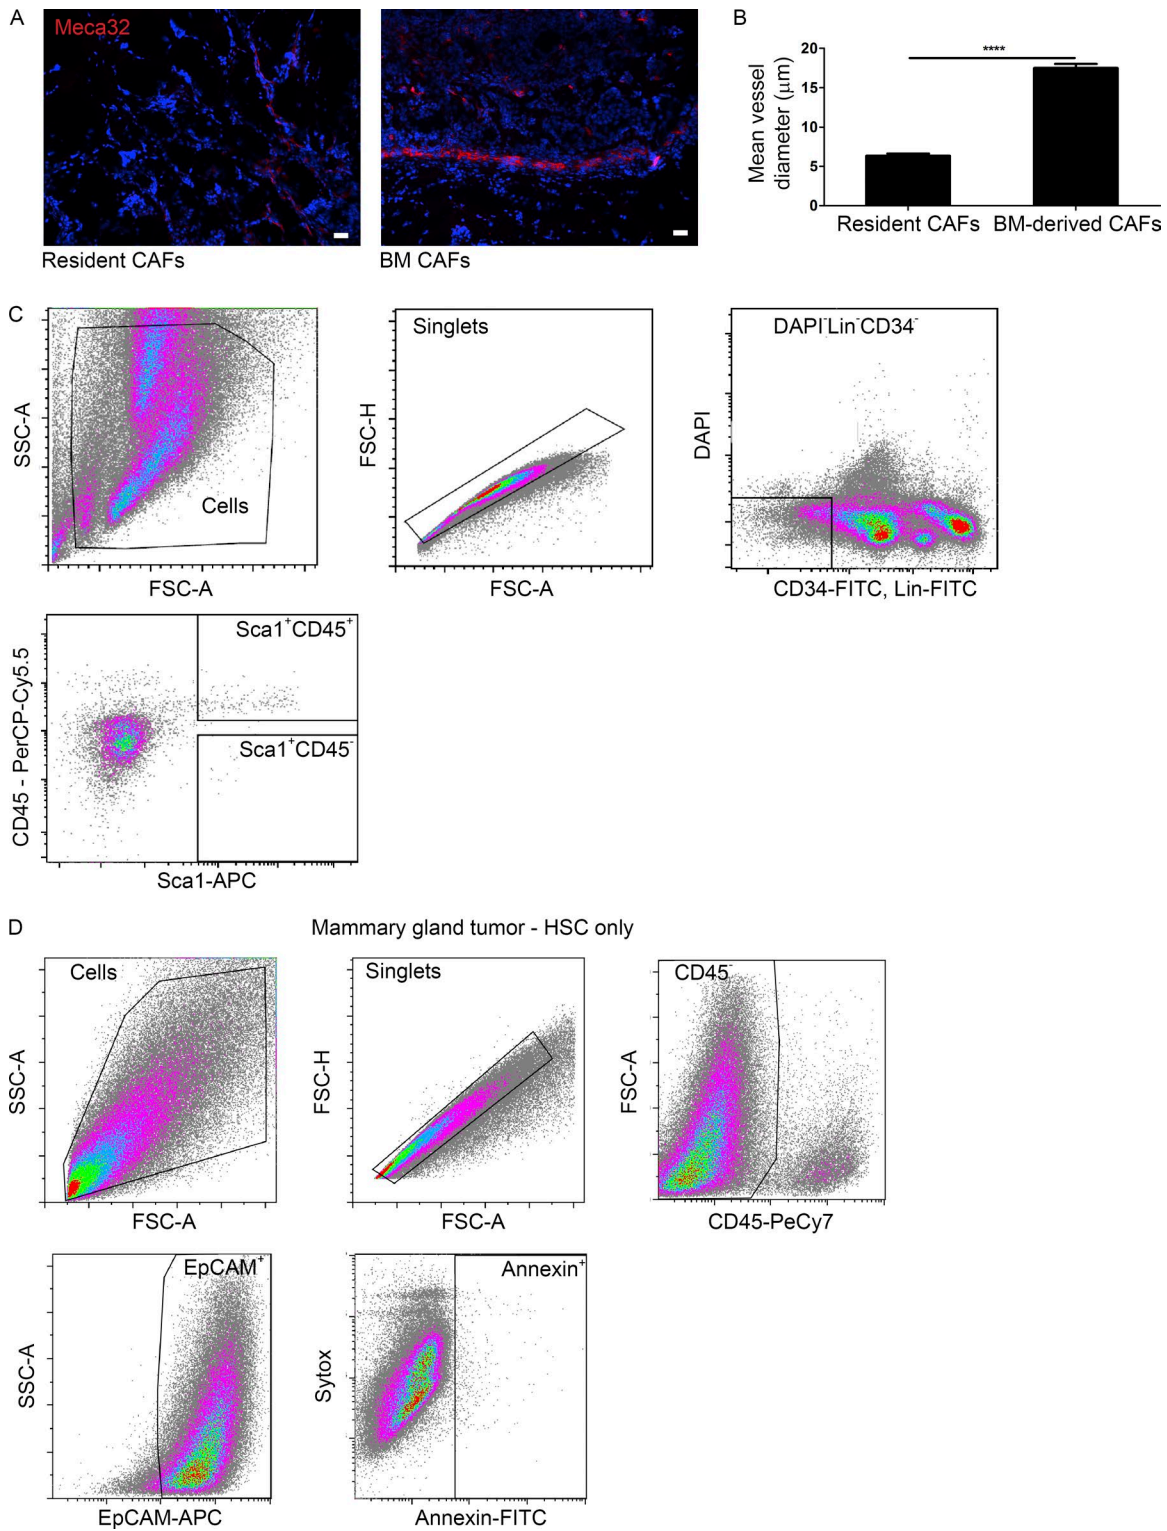 A
Meca32
Resident CAFs
BM CAFs
B
****
Mean vessel
diameter (μm)
20
15
10
5
0
Resident CAFs
BM-derived CAFs
C
SSC-A
Cells
FSC-A
Singlets
FSC-H
FSC-A
DAPI⁻Lin⁻CD34⁻
DAPI
CD34-FITC, Lin-FITC
CD45 - PerCP-Cy5.5
Sca1⁺CD45⁺
Sca1⁺CD45⁻
Sca1-APC
D
Mammary gland tumor - HSC only
Cells
SSC-A
FSC-A
Singlets
FSC-H
FSC-A
CD45⁻
FSC-A
CD45-PeCy7
EpCAM⁺
SSC-A
EpCAM-APC
Annexin⁺
Sytox
Annexin-FITC